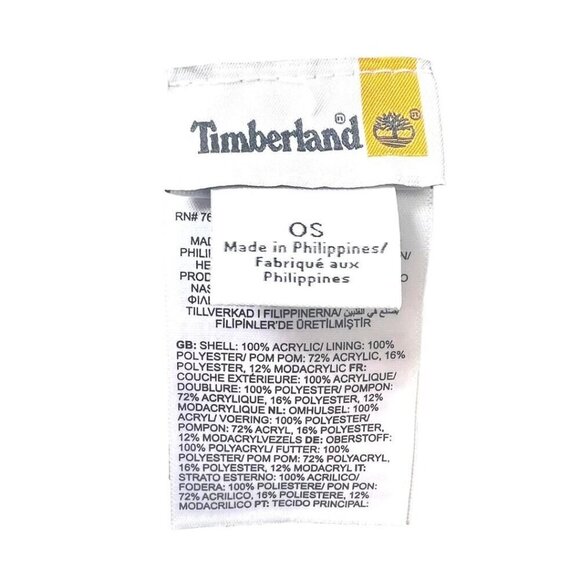 Timberland ®
OS
Made in Philippines/
Fabriqué aux
Philippines
RN#
TILLVERKAD I FILIPPINERNA/ صنع في الفلبين/
FİLİPİNLER'DE ÜRETİLMİŞTİR
GB: SHELL: 100% ACRYLIC/ LINING: 100%
POLYESTER/ POM POM: 72% ACRYLIC, 16%
POLYESTER, 12% MODACRYLIC FR:
COUCHE EXTÉRIEURE: 100% ACRYLIQUE/
DOUBLURE: 100% POLYESTER/ POMPON:
72% ACRYLIQUE, 16% POLYESTER, 12%
MODACRYLIQUE NL: OMHULSEL: 100%
ACRYL/ VOERING: 100% POLYESTER/
POMPON: 72% ACRYL, 16% POLYESTER,
12% MODACRYLVEZELS DE: OBERSTOFF:
100% POLYACRYL/ FUTTER: 100%
POLYESTER/ POM POM: 72% POLYACRYL,
16% POLYESTER, 12% MODACRYL IT:
STRATO ESTERNO: 100% ACRILICO/
FODERA: 100% POLIESTERE/ PON PON:
72% ACRILICO, 16% POLIESTERE, 12%
MODACRILICO PT: TECIDO PRINCIPAL: